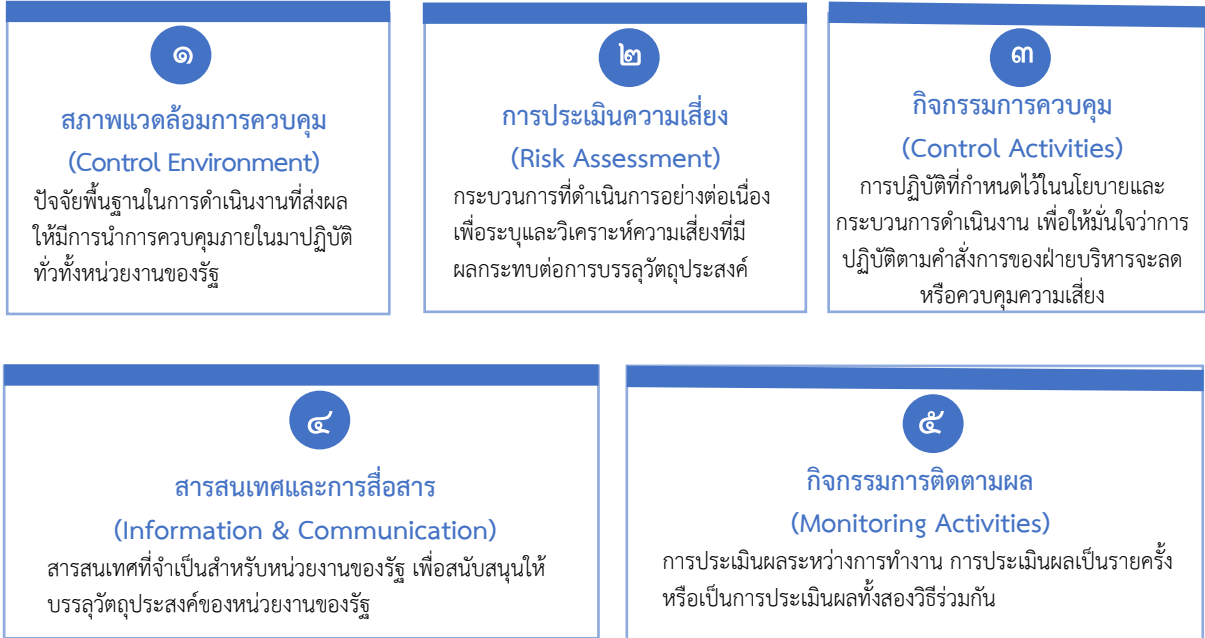 ๑
สภาพแวดล้อมการควบคุม
(Control Environment)
ปัจจัยพื้นฐานในการดำเนินงานที่ส่งผล
ให้มีการนำการควบคุมภายในมาปฏิบัติ
ทั่วทั้งหน่วยงานของรัฐ
๒
การประเมินความเสี่ยง
(Risk Assessment)
กระบวนการที่ดำเนินการอย่างต่อเนื่อง
เพื่อระบุและวิเคราะห์ความเสี่ยงที่มี
ผลกระทบต่อการบรรลุวัตถุประสงค์
๓
กิจกรรมการควบคุม
(Control Activities)
การปฏิบัติที่กำหนดไว้ในนโยบายและ
กระบวนการดำเนินงาน เพื่อให้มั่นใจว่าการ
ปฏิบัติตามคำสั่งการของฝ่ายบริหารจะลด
หรือควบคุมความเสี่ยง
๔
สารสนเทศและการสื่อสาร
(Information & Communication)
สารสนเทศที่จำเป็นสำหรับหน่วยงานของรัฐ เพื่อสนับสนุนให้
บรรลุวัตถุประสงค์ของหน่วยงานของรัฐ
๕
กิจกรรมการติดตามผล
(Monitoring Activities)
การประเมินผลระหว่างการทำงาน การประเมินผลเป็นรายครั้ง
หรือเป็นการประเมินผลทั้งสองวิธีร่วมกัน